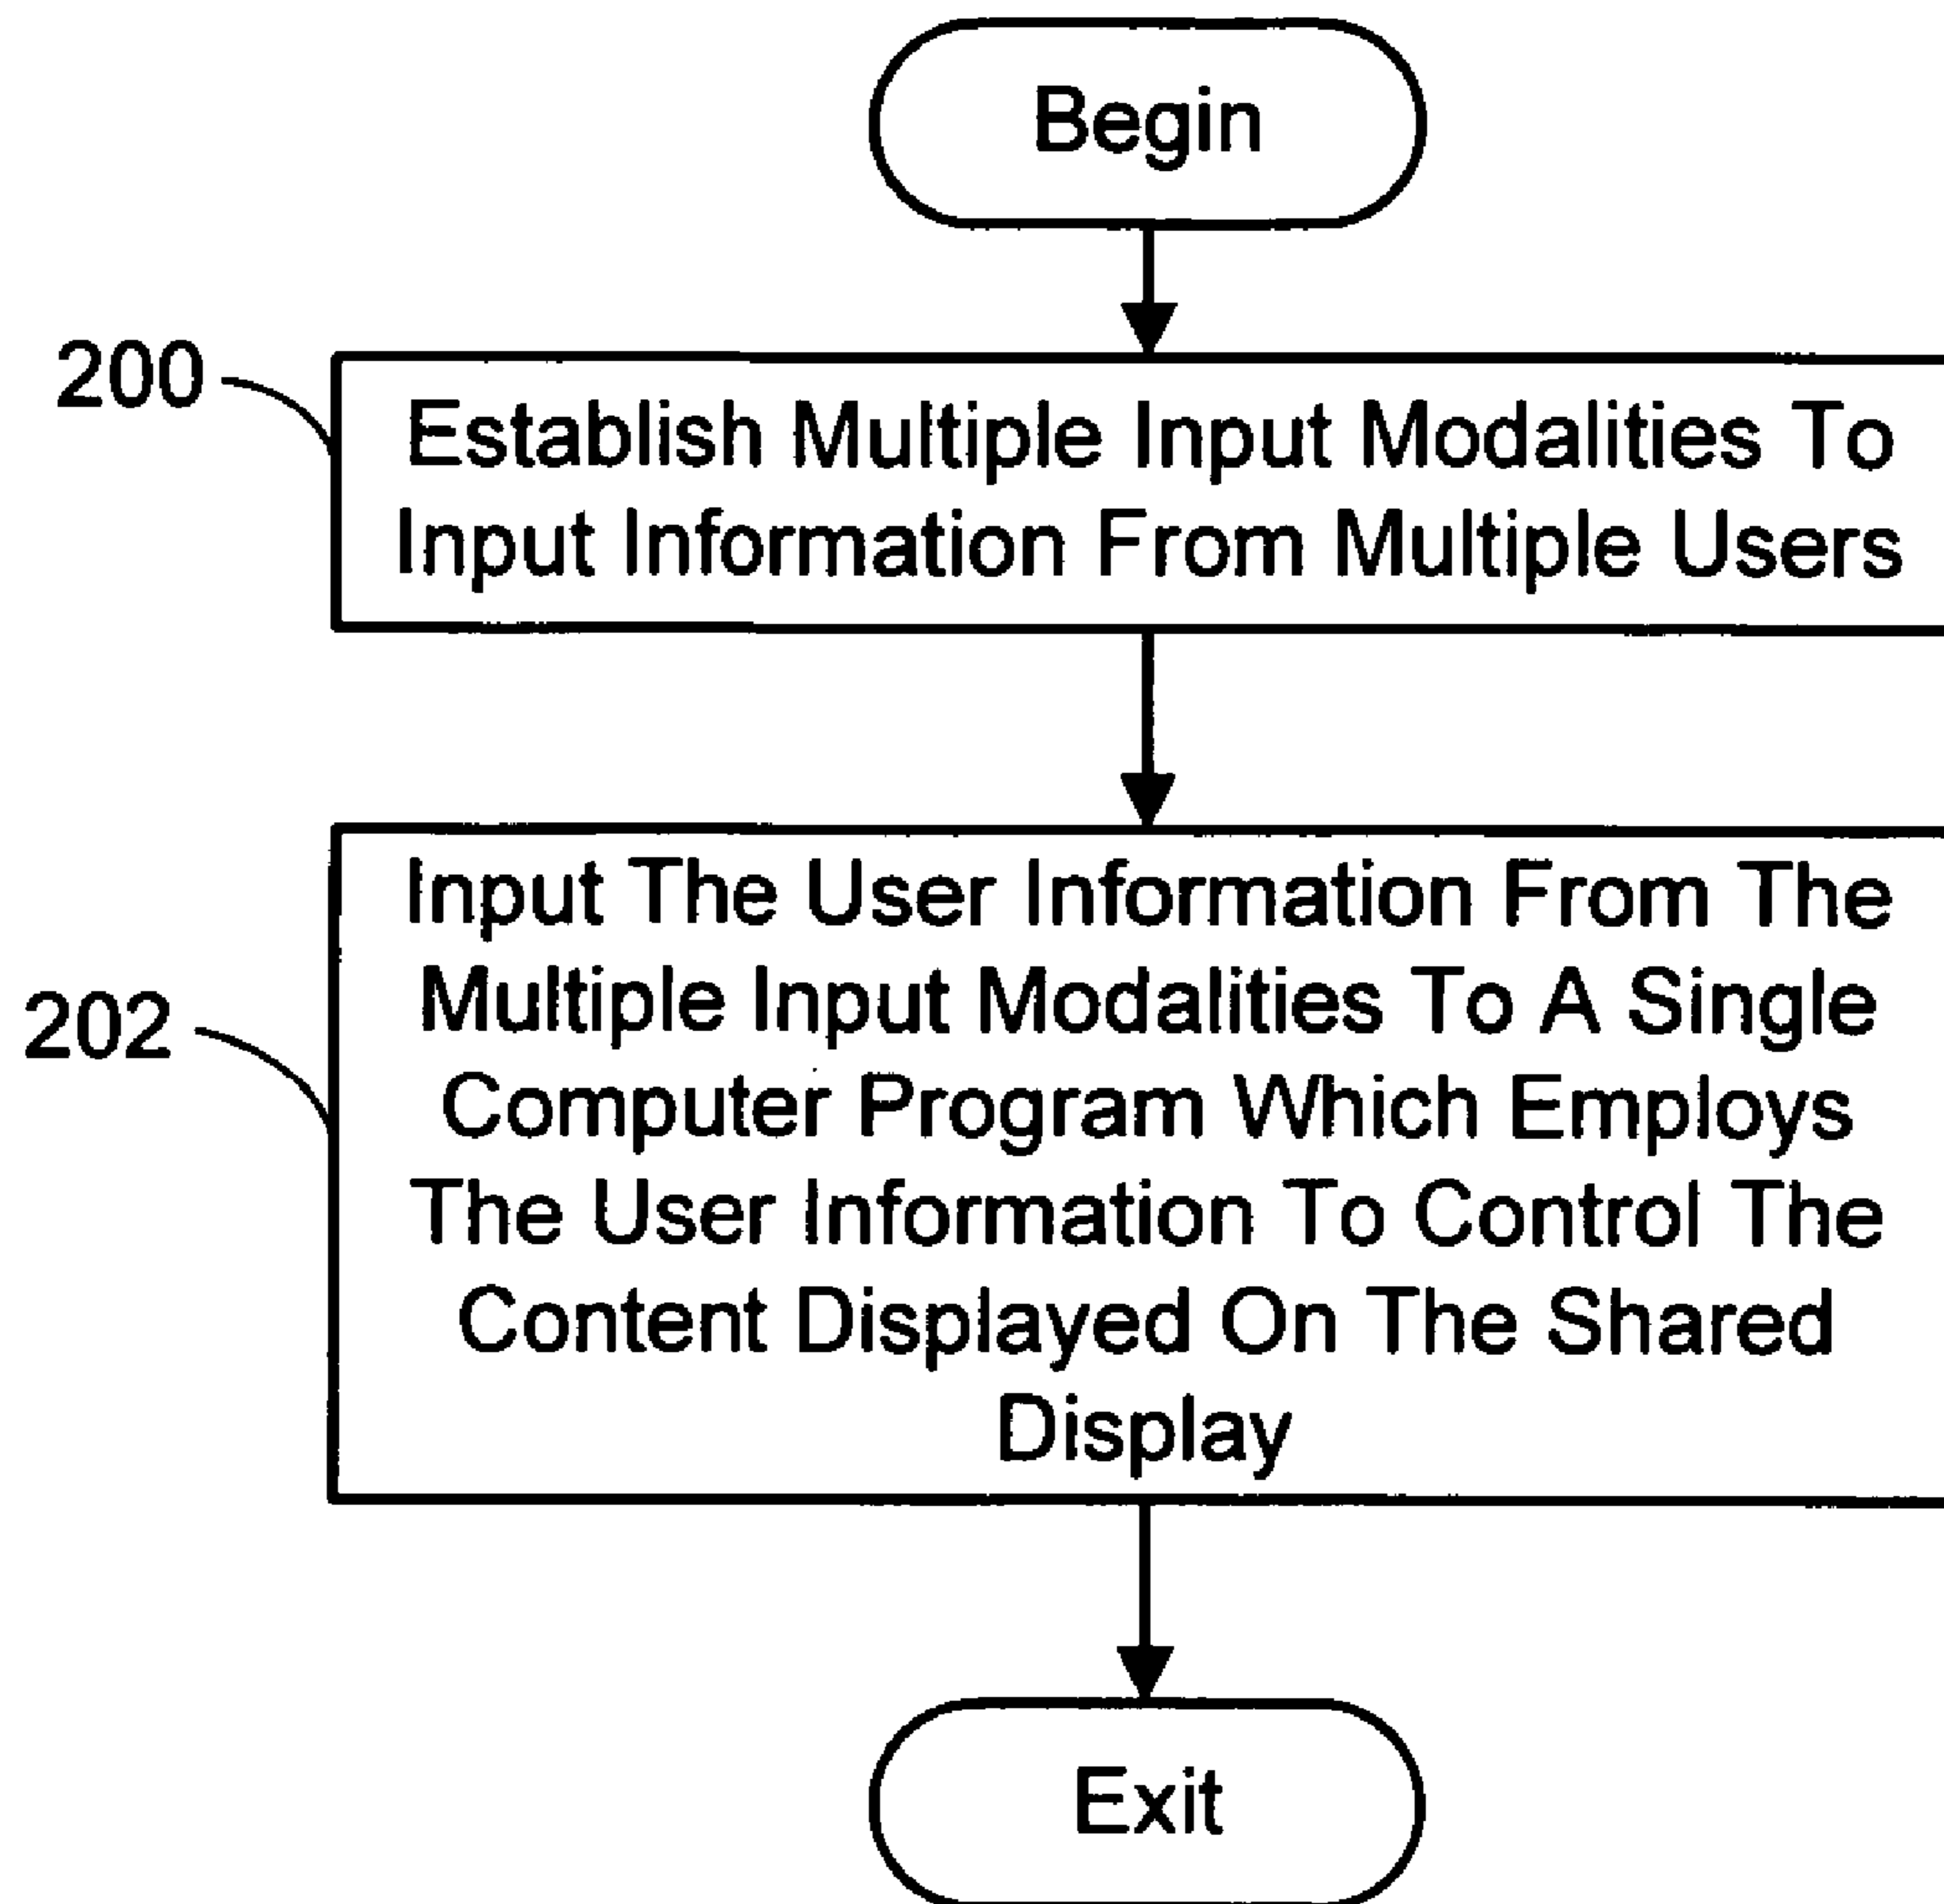 Begin
200
Establish Multiple Input Modalities To
Input Information From Multiple Users
202
Input The User Information From The
Multiple Input Modalities To A Single
Computer Program Which Employs
The User Information To Control The
Content Displayed On The Shared
Display
Exit